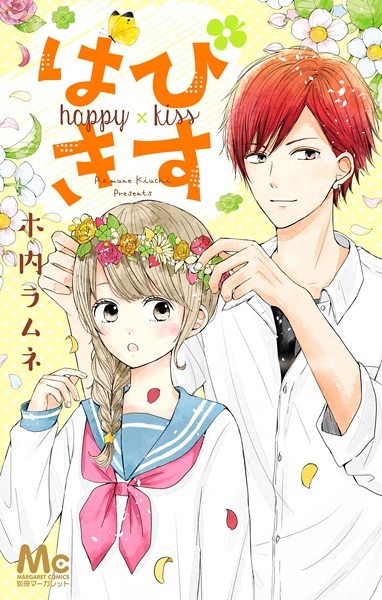 はぴ
happy × kiss
きす
Ramune Kiuchi
Presents
木内ラムネ
Mc
MARGARET COMICS
別冊マーガレット